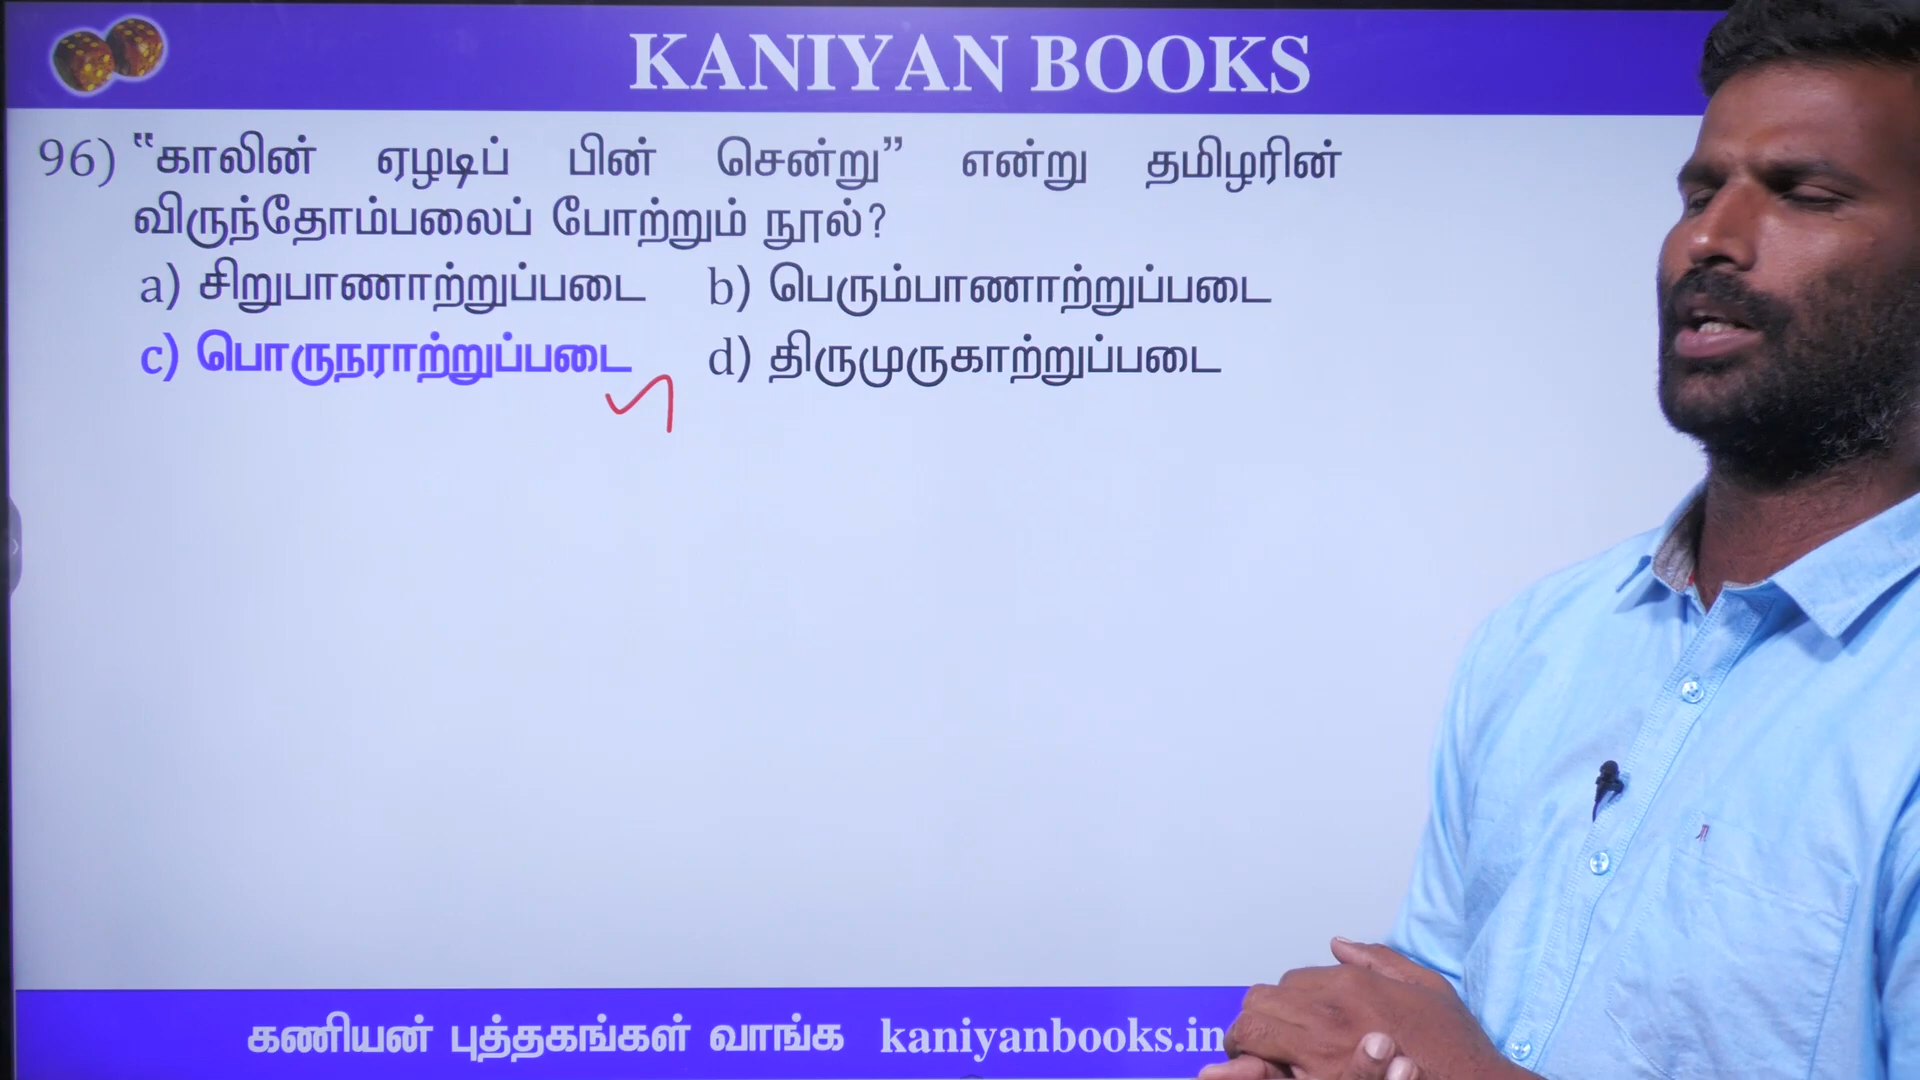 KANIYAN BOOKS
96) “காலின் ஏழடிப் பின் சென்று” என்று தமிழரின்
விருந்தோம்பலைப் போற்றும் நூல்?
a) சிறுபாணாற்றுப்படை b) பெரும்பாணாற்றுப்படை
c) பொருநராற்றுப்படை d) திருமுருகாற்றுப்படை
கணியன் புத்தகங்கள் வாங்க kaniyanbooks.in